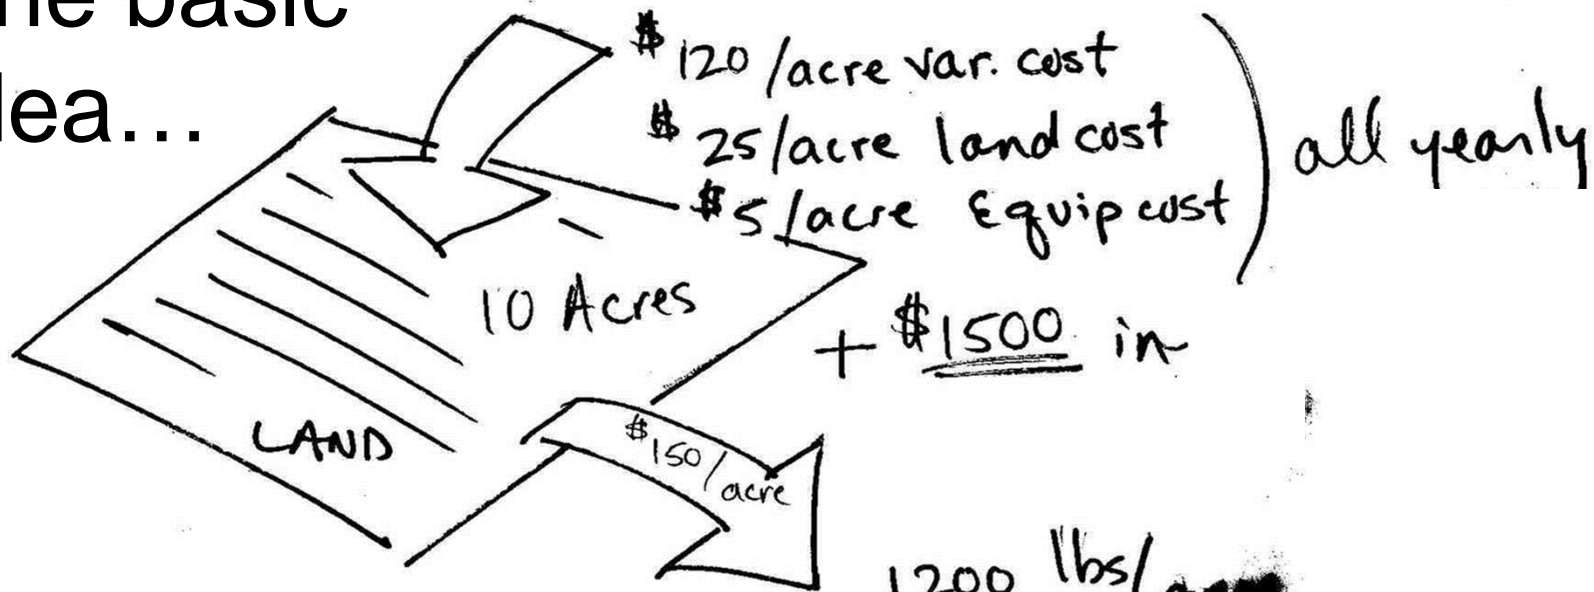 he basic
dea…
$120/acre var. cost
$25/acre land cost
$5/acre Equip cost
all yearly
10 Acres
+ $1500 in
LAND
$150/acre
1200 lbs/